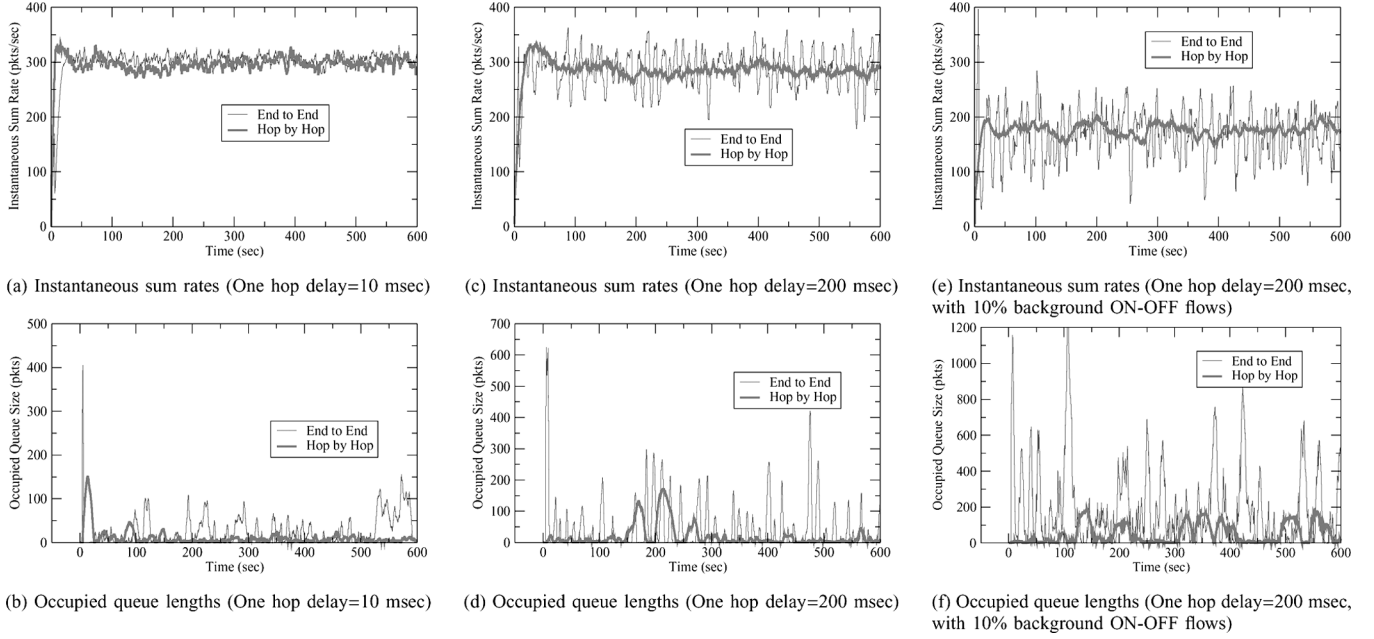 400
300
200
100
0
Instantaneous Sum Rate (pkts/sec)
End to End
Hop by Hop
0 100 200 300 400 500 600
Time (sec)
(a) Instantaneous sum rates (One hop delay=10 msec)
400
300
200
100
0
Instantaneous Sum Rate (pkts/sec)
End to End
Hop by Hop
0 100 200 300 400 500 600
Time (sec)
(c) Instantaneous sum rates (One hop delay=200 msec)
400
300
200
100
0
Instantaneous Sum Rate (pkts/sec)
End to End
Hop by Hop
0 100 200 300 400 500 600
Time (sec)
(e) Instantaneous sum rates (One hop delay=200 msec,
with 10% background ON-OFF flows)
500
400
300
200
100
0
Occupied Queue Size (pkts)
End to End
Hop by Hop
0 100 200 300 400 500 600
Time (sec)
(b) Occupied queue lengths (One hop delay=10 msec)
700
600
500
400
300
200
100
0
Occupied Queue Size (pkts)
End to End
Hop by Hop
0 100 200 300 400 500 600
Time (sec)
(d) Occupied queue lengths (One hop delay=200 msec)
1200
1000
800
600
400
200
0
Occupied Queue Size (pkts)
End to End
Hop by Hop
0 100 200 300 400 500 600
Time (sec)
(f) Occupied queue lengths (One hop delay=200 msec,
with 10% background ON-OFF flows)